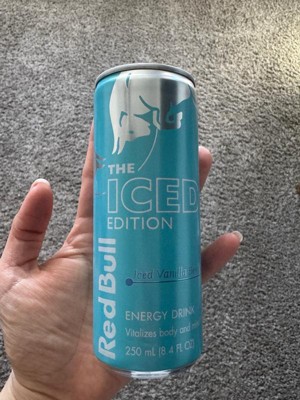 THE
ICED
EDITION
Red Bull
Iced Vanilla
ENERGY DRINK
Vitalizes body and
250 mL (8.4 FL OZ)